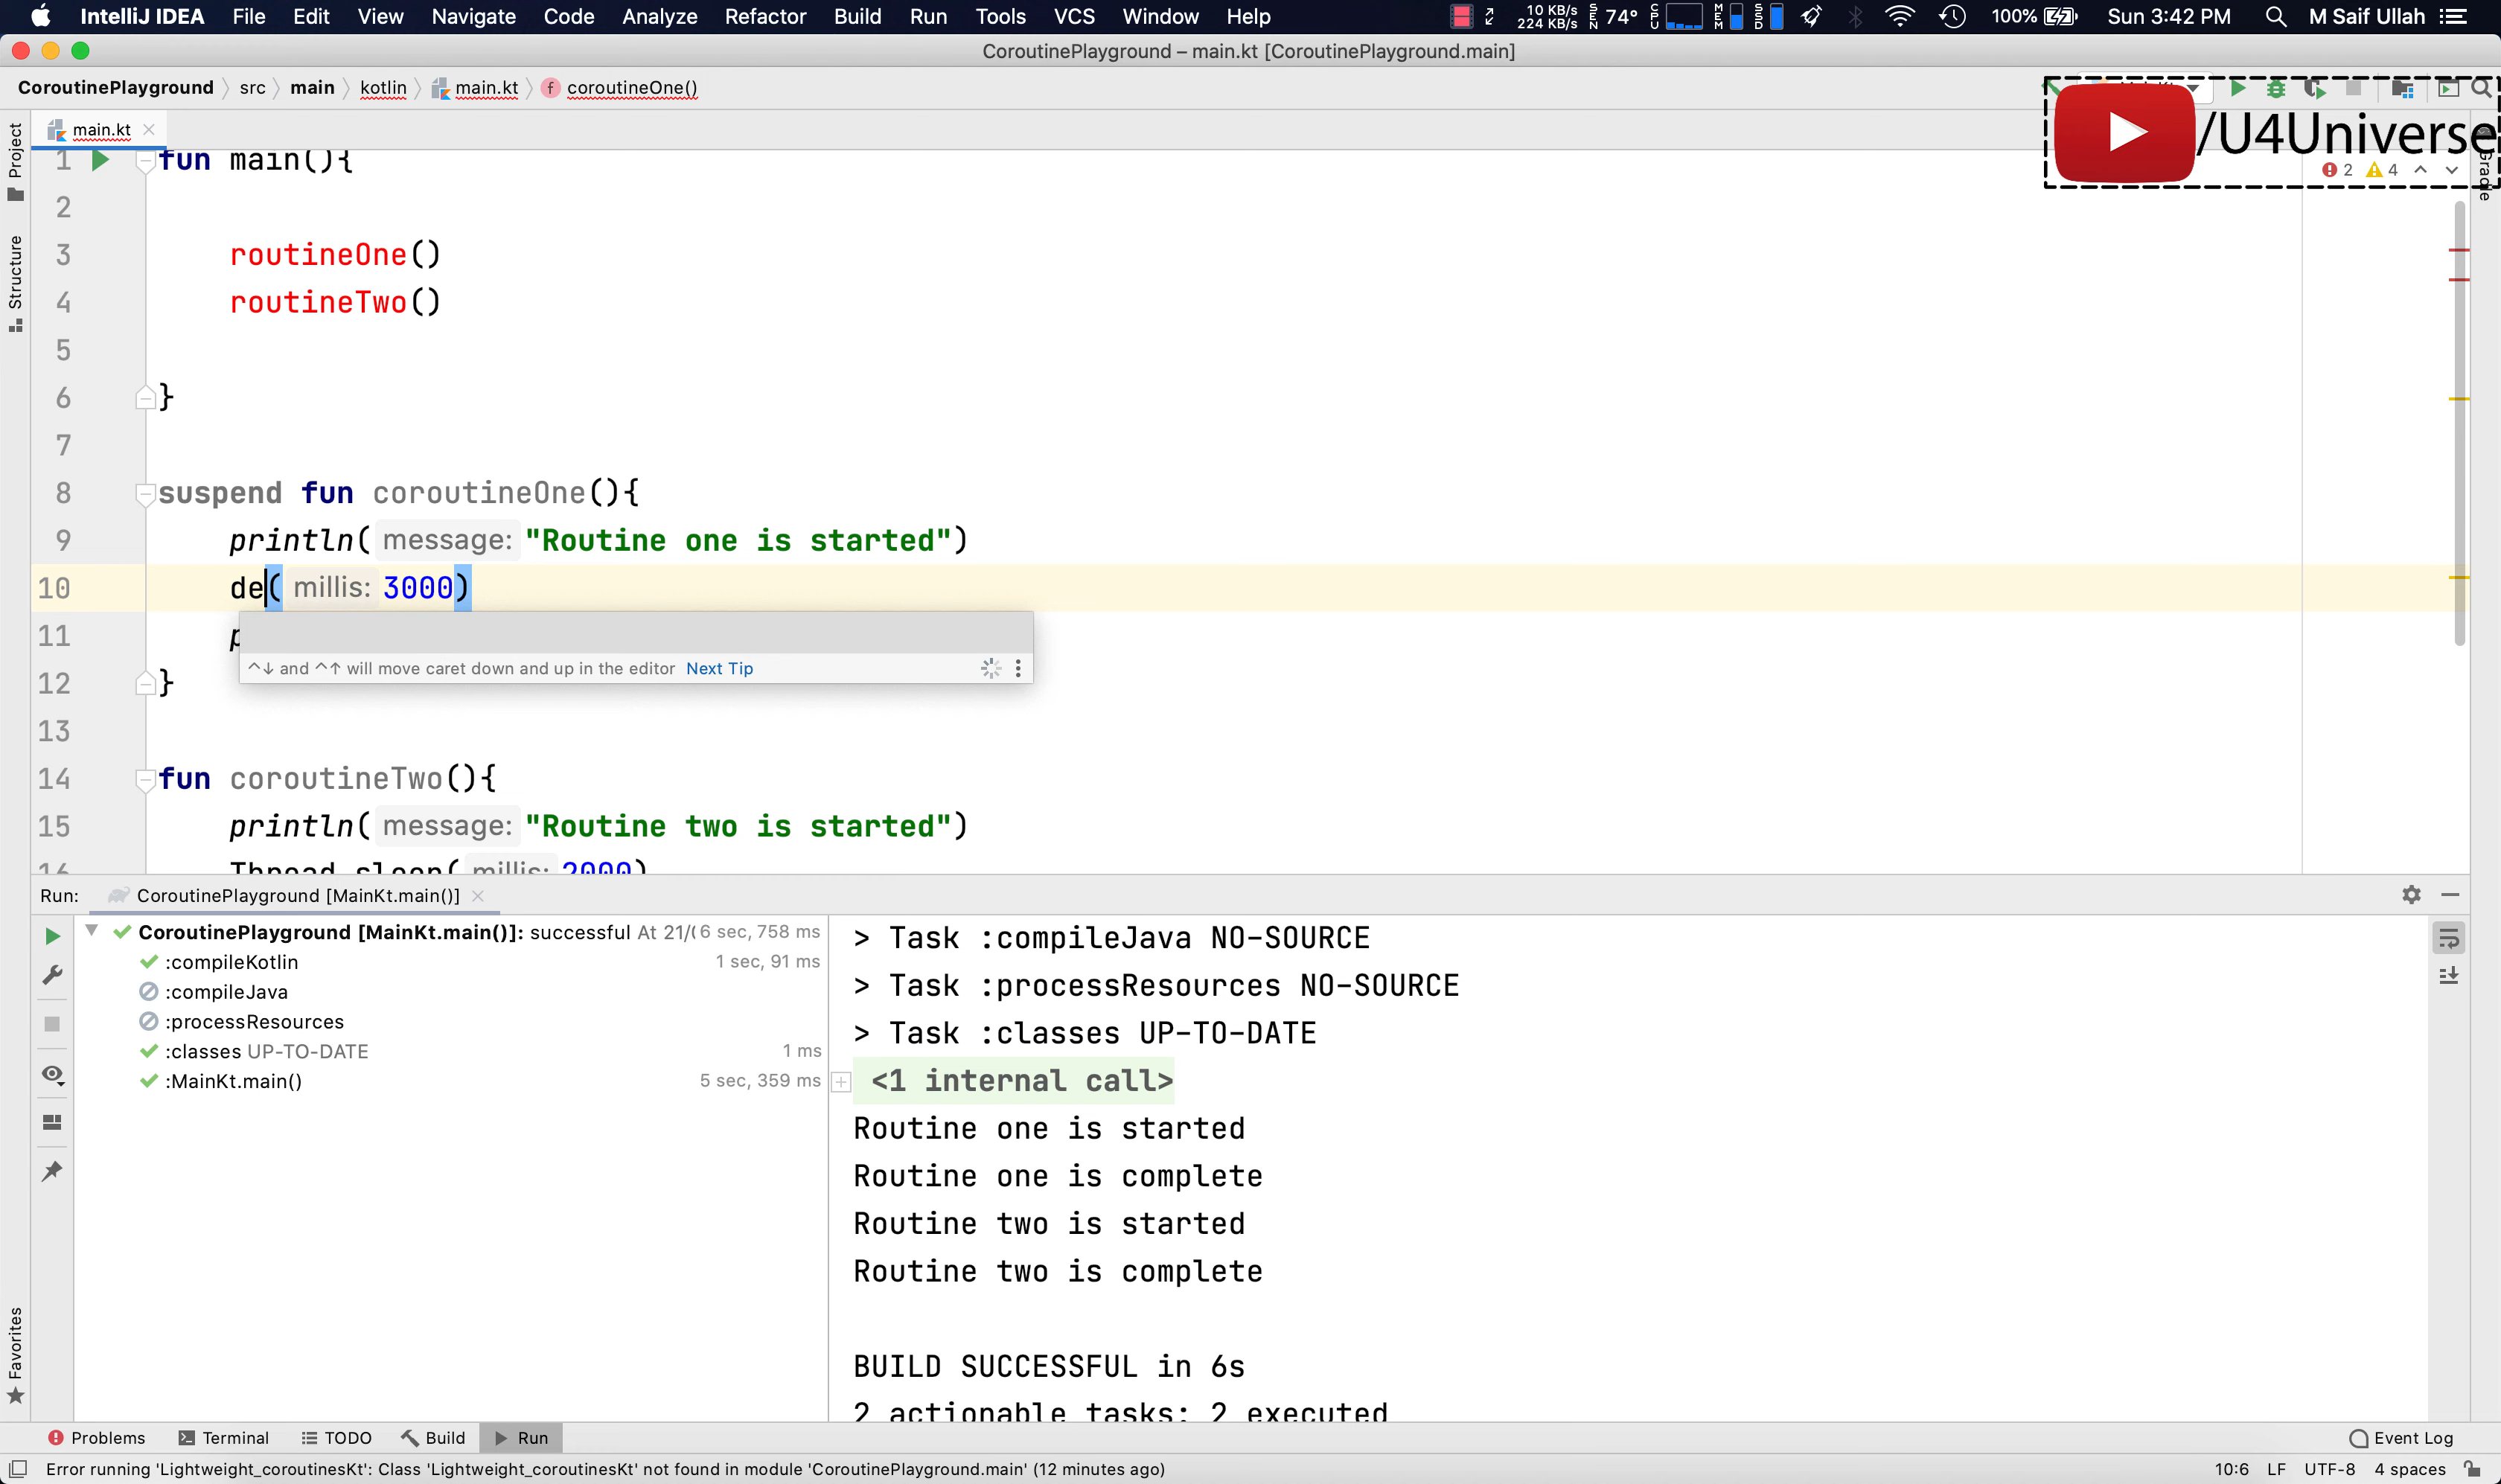 IntelliJ IDEA File Edit View Navigate Code Analyze Refactor Build Run Tools VCS Window Help 10 KB/s 224 KB/s SEN 74° CPU MEM SSD 100% Sun 3:42 PM M Saif Ullah
CoroutinePlayground – main.kt [CoroutinePlayground.main]
CoroutinePlayground src main kotlin main.kt f coroutineOne()
/U4Universe
main.kt
2 4
Project
Structure
Favorites
Gradle
1 fun main(){
2
3 routineOne()
4 routineTwo()
5
6 }
7
8 suspend fun coroutineOne(){
9 println( message: "Routine one is started")
10 de( millis: 3000)
11 p
^↓ and ^↑ will move caret down and up in the editor Next Tip
12 }
13
14 fun coroutineTwo(){
15 println( message: "Routine two is started")
16 Thread.sleep( millis: 2000)
Run: CoroutinePlayground [MainKt.main()]
CoroutinePlayground [MainKt.main()]: successful At 21/ 6 sec, 758 ms
:compileKotlin 1 sec, 91 ms
:compileJava
:processResources
:classes UP-TO-DATE 1 ms
:MainKt.main() 5 sec, 359 ms
> Task :compileJava NO-SOURCE
> Task :processResources NO-SOURCE
> Task :classes UP-TO-DATE
<1 internal call>
Routine one is started
Routine one is complete
Routine two is started
Routine two is complete
BUILD SUCCESSFUL in 6s
2 actionable tasks: 2 executed
Problems Terminal TODO Build Run Event Log
Error running 'Lightweight_coroutinesKt': Class 'Lightweight_coroutinesKt' not found in module 'CoroutinePlayground.main' (12 minutes ago) 10:6 LF UTF-8 4 spaces